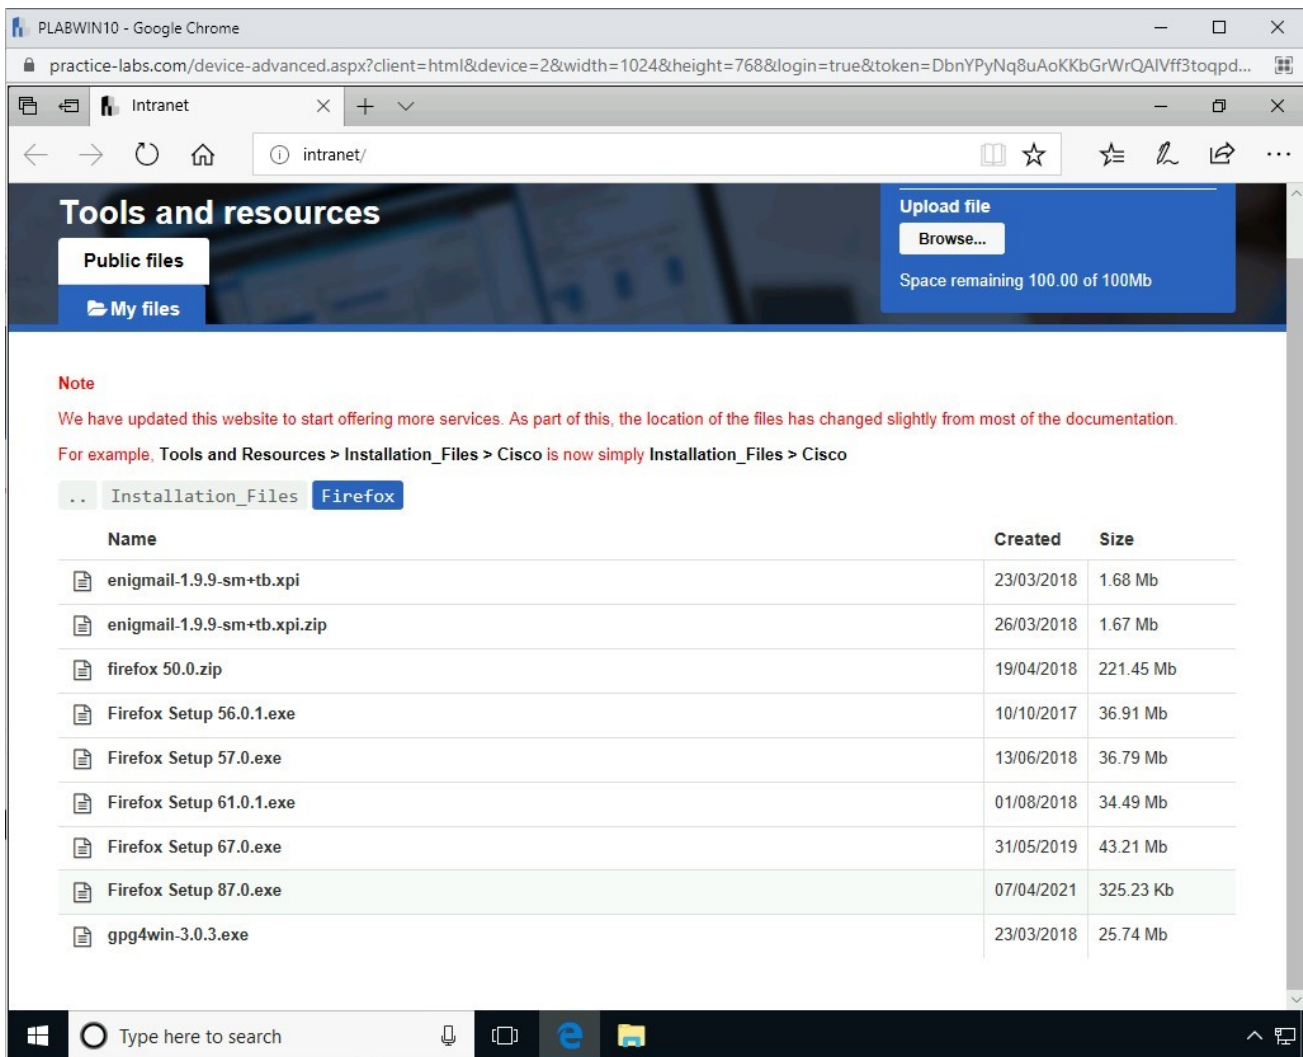 PLABWIN10 - Google Chrome
practice-labs.com/device-advanced.aspx?client=html&device=2&width=1024&height=768&login=true&token=DbnYPyNq8uAoKKbGrWrQAlVff3toqpd...
Intranet
intranet/
Tools and resources
Public files
My files
Upload file
Browse...
Space remaining 100.00 of 100Mb
Note
We have updated this website to start offering more services. As part of this, the location of the files has changed slightly from most of the documentation.
For example, Tools and Resources > Installation_Files > Cisco is now simply Installation_Files > Cisco
.. Installation_Files Firefox
Name Created Size
enigmail-1.9.9-sm+tb.xpi 23/03/2018 1.68 Mb
enigmail-1.9.9-sm+tb.xpi.zip 26/03/2018 1.67 Mb
firefox 50.0.zip 19/04/2018 221.45 Mb
Firefox Setup 56.0.1.exe 10/10/2017 36.91 Mb
Firefox Setup 57.0.exe 13/06/2018 36.79 Mb
Firefox Setup 61.0.1.exe 01/08/2018 34.49 Mb
Firefox Setup 67.0.exe 31/05/2019 43.21 Mb
Firefox Setup 87.0.exe 07/04/2021 325.23 Kb
gpg4win-3.0.3.exe 23/03/2018 25.74 Mb
Type here to search